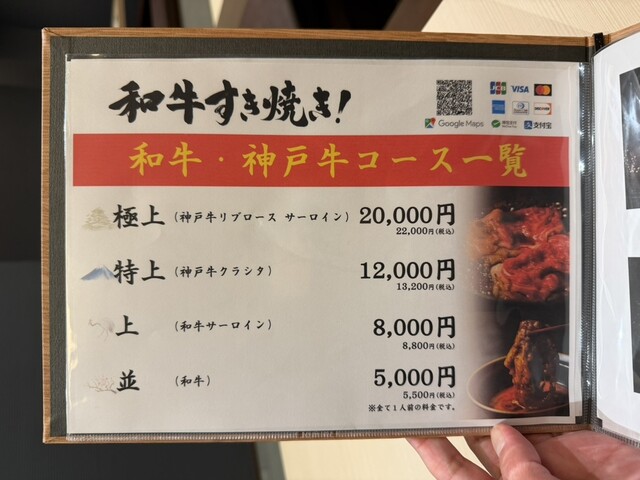 和牛すき焼き!
JCB VISA mastercard
Google Maps 支付宝
和牛・神戸牛コース一覧
極上 (神戸牛リブロース サーロイン) 20,000円
22,000円(税込)
特上 (神戸牛クラシタ) 12,000円
13,200円(税込)
上 (和牛サーロイン) 8,000円
8,800円(税込)
並 (和牛) 5,000円
5,500円(税込)
※全て1人前の料金です。